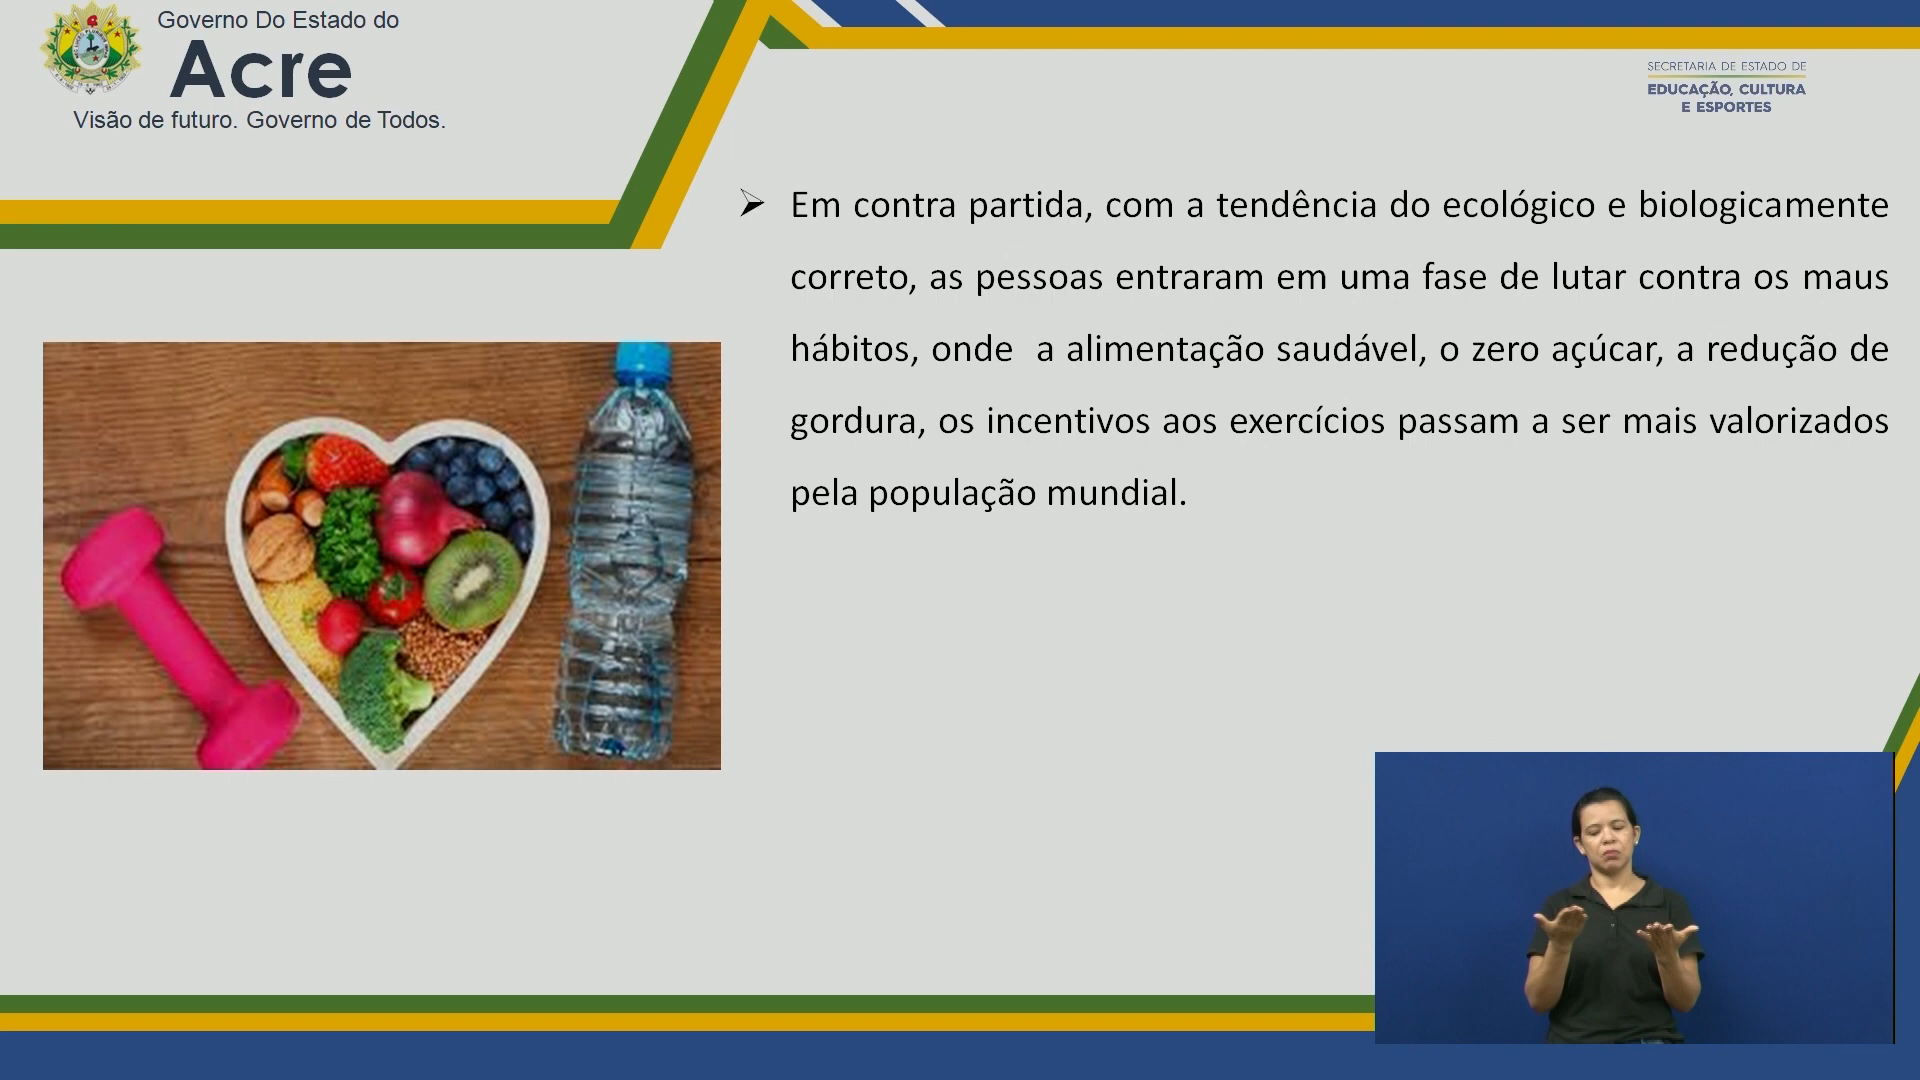 Governo Do Estado do
Acre
Visão de futuro. Governo de Todos.
SECRETARIA DE ESTADO DE
EDUCAÇÃO, CULTURA
E ESPORTES
Em contra partida, com a tendência do ecológico e biologicamente
correto, as pessoas entraram em uma fase de lutar contra os maus
hábitos, onde a alimentação saudável, o zero açúcar, a redução de
gordura, os incentivos aos exercícios passam a ser mais valorizados
pela população mundial.